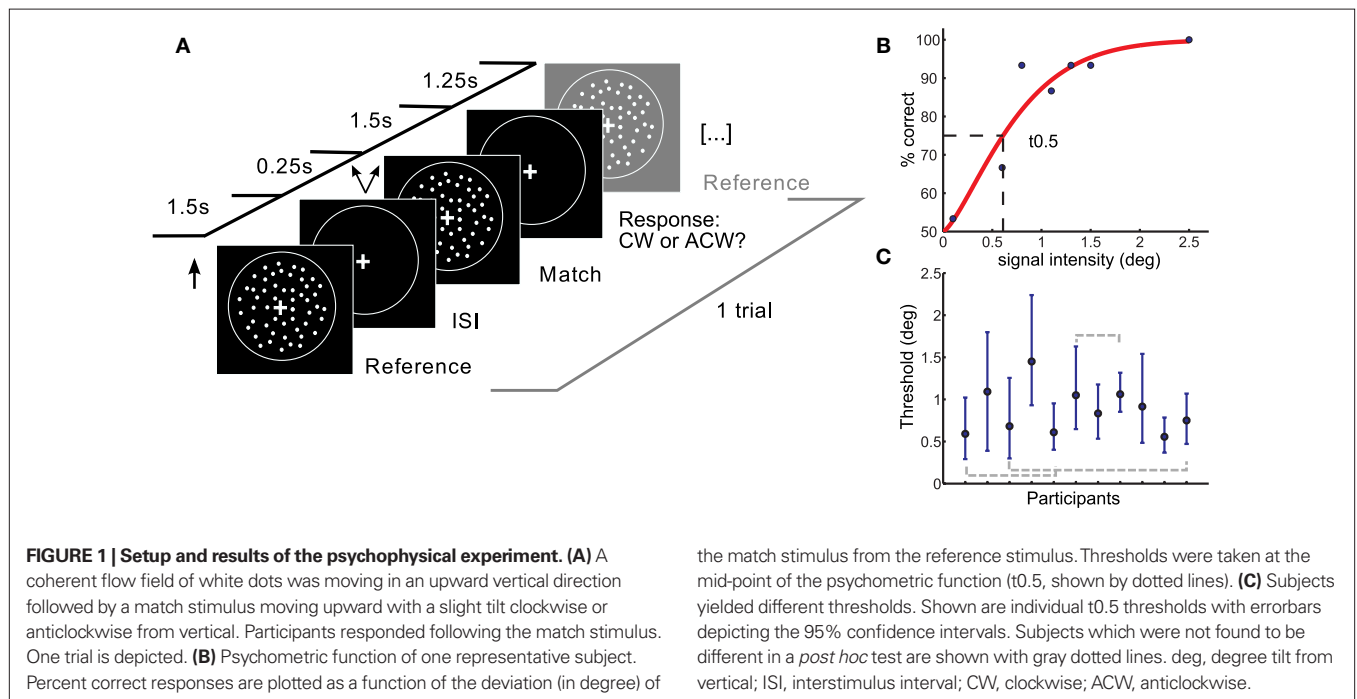 A
1.5s
0.25s
1.5s
1.25s
Reference
ISI
Match
Response:
CW or ACW?
[...]
Reference
1 trial
B
100
90
80
70
60
50
% correct
t0.5
0
0.5
1
1.5
2
2.5
signal intensity (deg)
C
2.5
2
1.5
1
0.5
0
Threshold (deg)
Participants
FIGURE 1 | Setup and results of the psychophysical experiment. (A) A
coherent flow field of white dots was moving in an upward vertical direction
followed by a match stimulus moving upward with a slight tilt clockwise or
anticlockwise from vertical. Participants responded following the match stimulus.
One trial is depicted. (B) Psychometric function of one representative subject.
Percent correct responses are plotted as a function of the deviation (in degree) of
the match stimulus from the reference stimulus. Thresholds were taken at the
mid-point of the psychometric function (t0.5, shown by dotted lines). (C) Subjects
yielded different thresholds. Shown are individual t0.5 thresholds with errorbars
depicting the 95% confidence intervals. Subjects which were not found to be
different in a post hoc test are shown with gray dotted lines. deg, degree tilt from
vertical; ISI, interstimulus interval; CW, clockwise; ACW, anticlockwise.